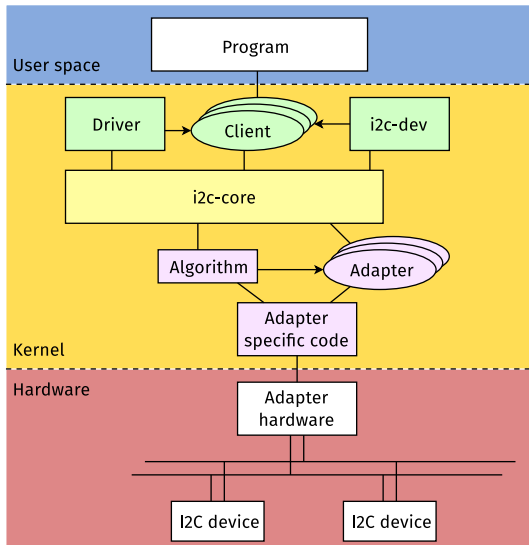 Program
User space
Driver
Client
i2c-dev
i2c-core
Algorithm
Adapter
Adapter
specific code
Kernel
Hardware
Adapter
hardware
I2C device
I2C device